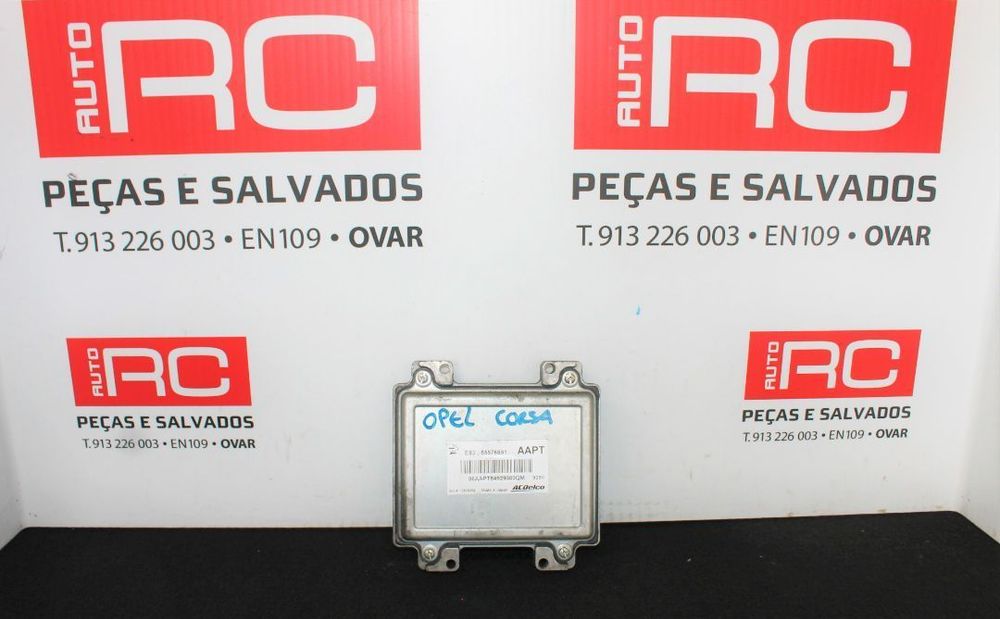 AUTO RC
PEÇAS E SALVADOS
T. 913 226 003 • EN109 • OVAR
AUTO RC
PEÇAS E SALVADOS
T. 913 226 003 • EN109 • OVAR
AUTO RC
PEÇAS E SALVADOS
T. 913 226 003 • EN109 • OVAR
AUTO RC
PEÇAS E SALVADOS
T. 913 226 003 • EN109 • OVAR
OPEL CORSA
AAPT
ACDelco